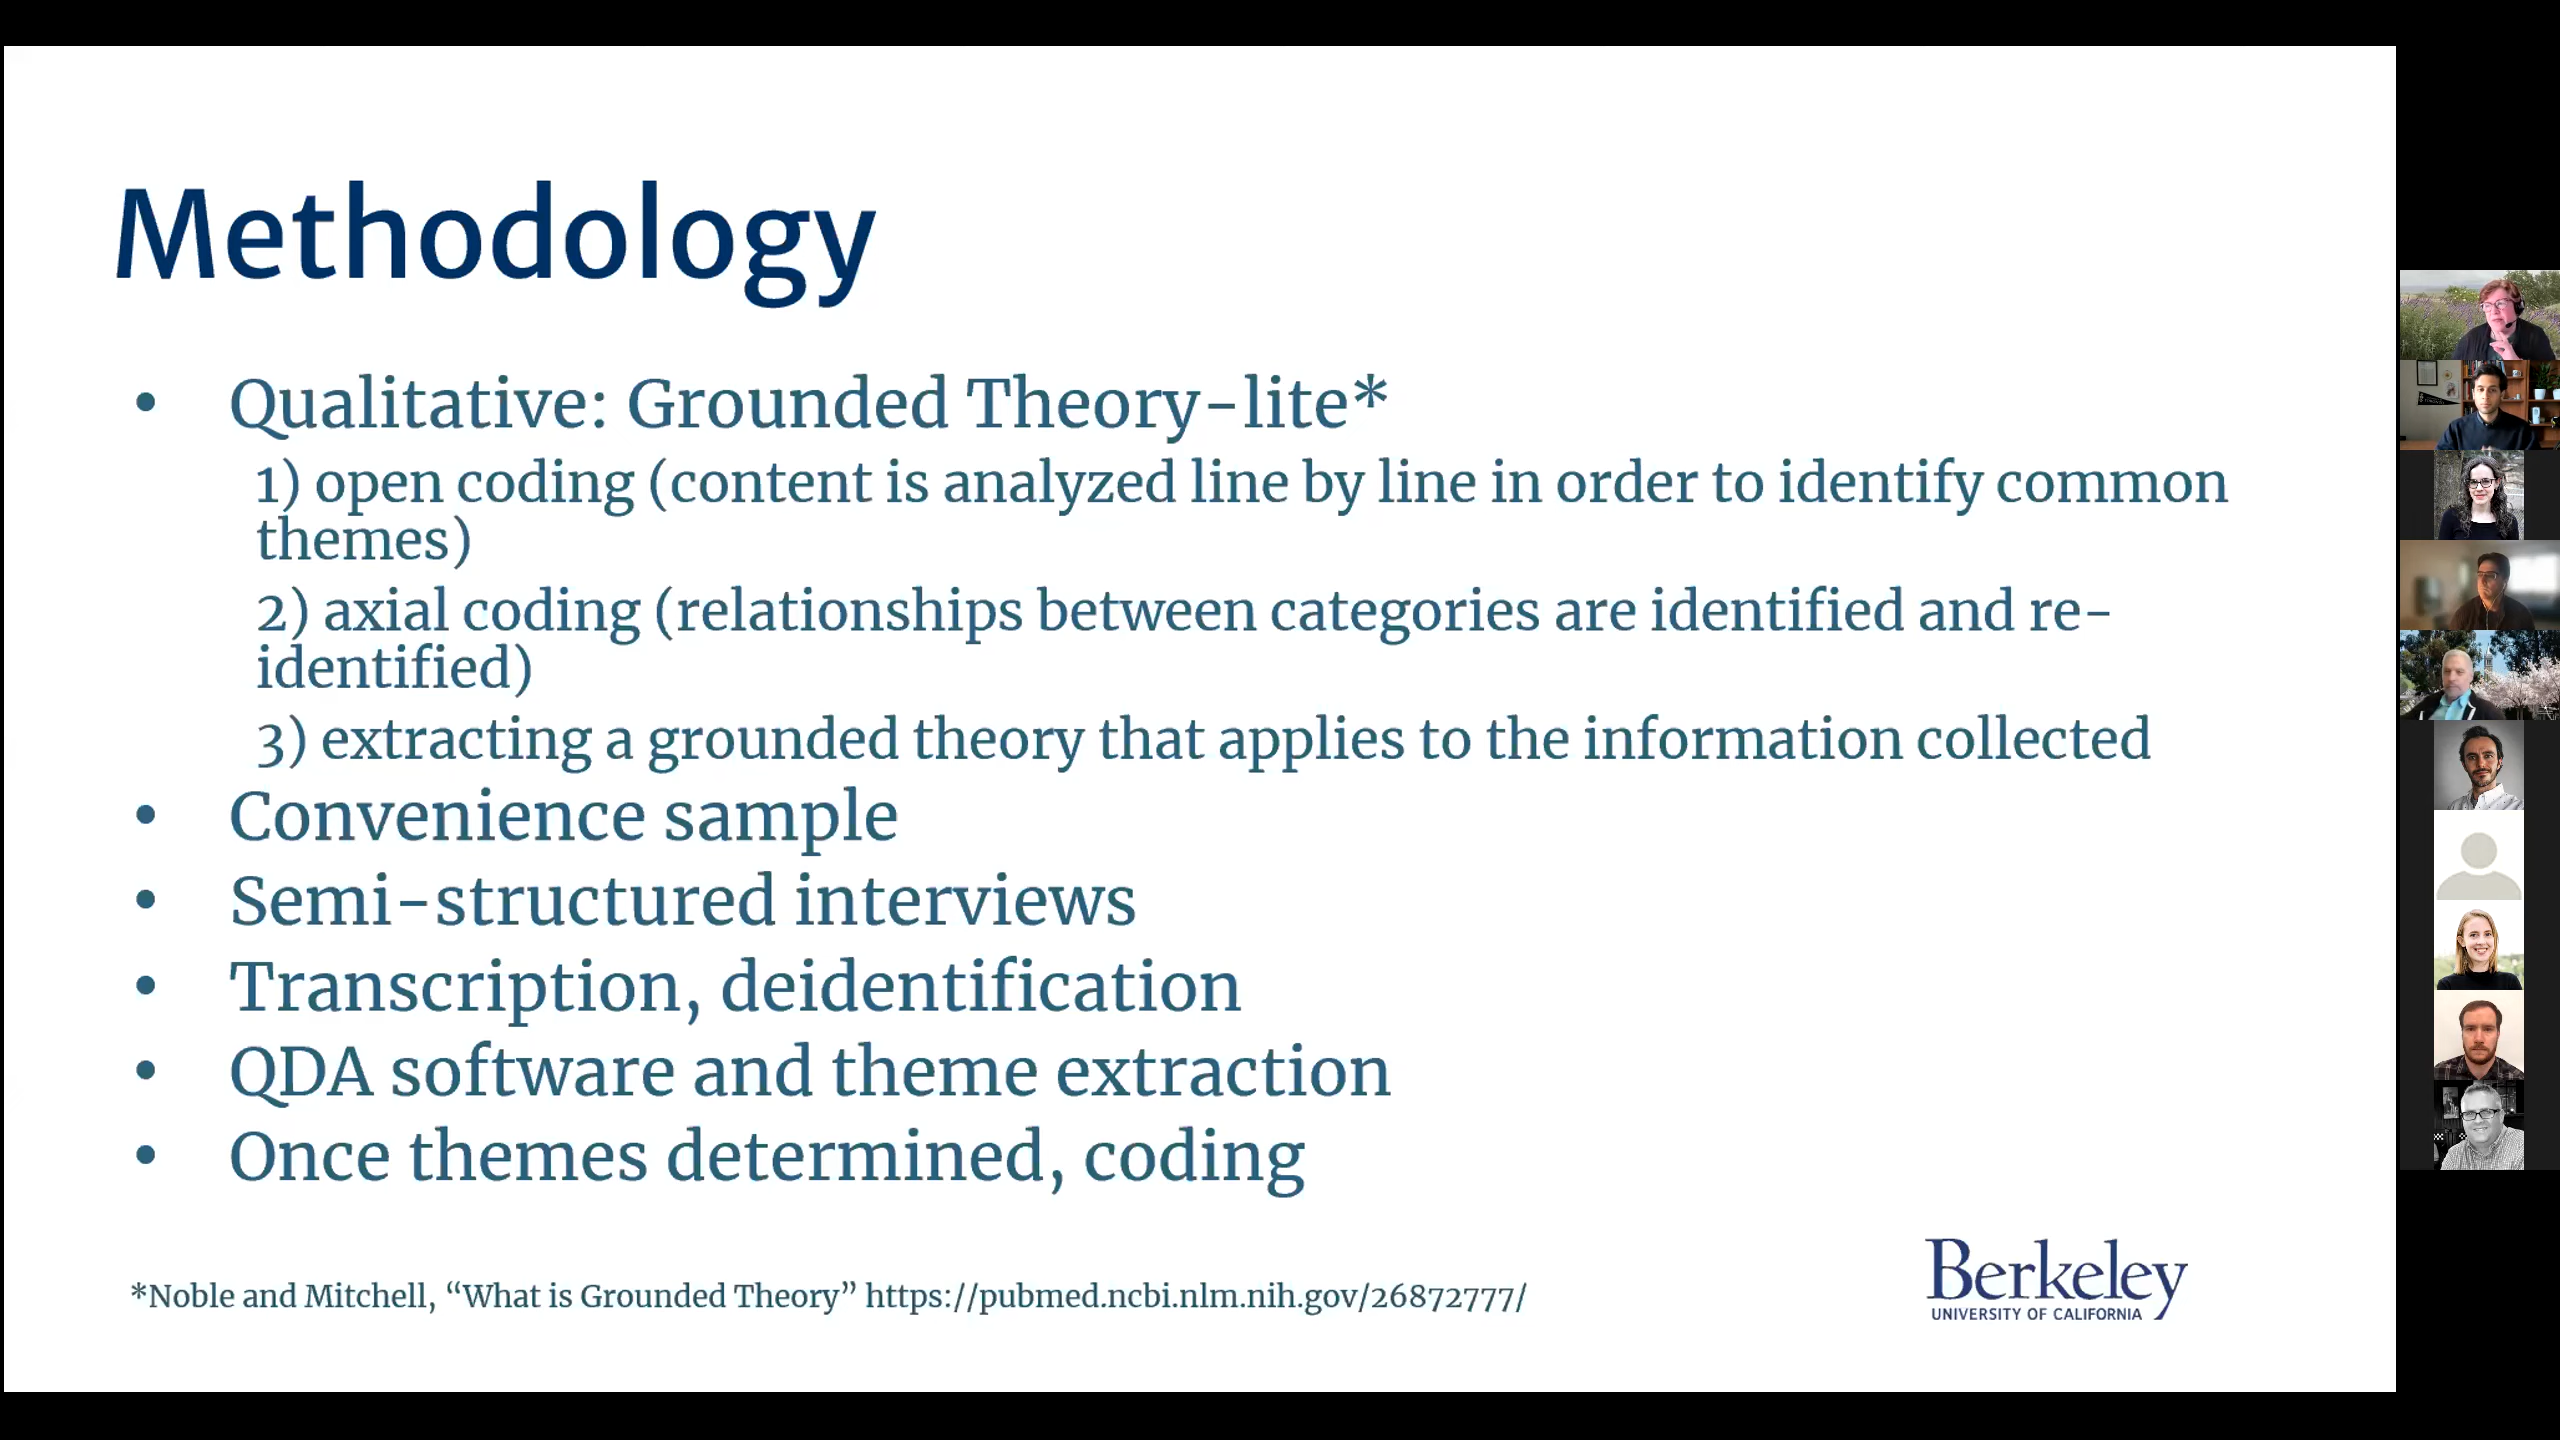 Methodology
• Qualitative: Grounded Theory-lite*
1) open coding (content is analyzed line by line in order to identify common
themes)
2) axial coding (relationships between categories are identified and re-
identified)
3) extracting a grounded theory that applies to the information collected
• Convenience sample
• Semi-structured interviews
• Transcription, deidentification
• QDA software and theme extraction
• Once themes determined, coding
*Noble and Mitchell, “What is Grounded Theory” https://pubmed.ncbi.nlm.nih.gov/26872777/
Berkeley
UNIVERSITY OF CALIFORNIA